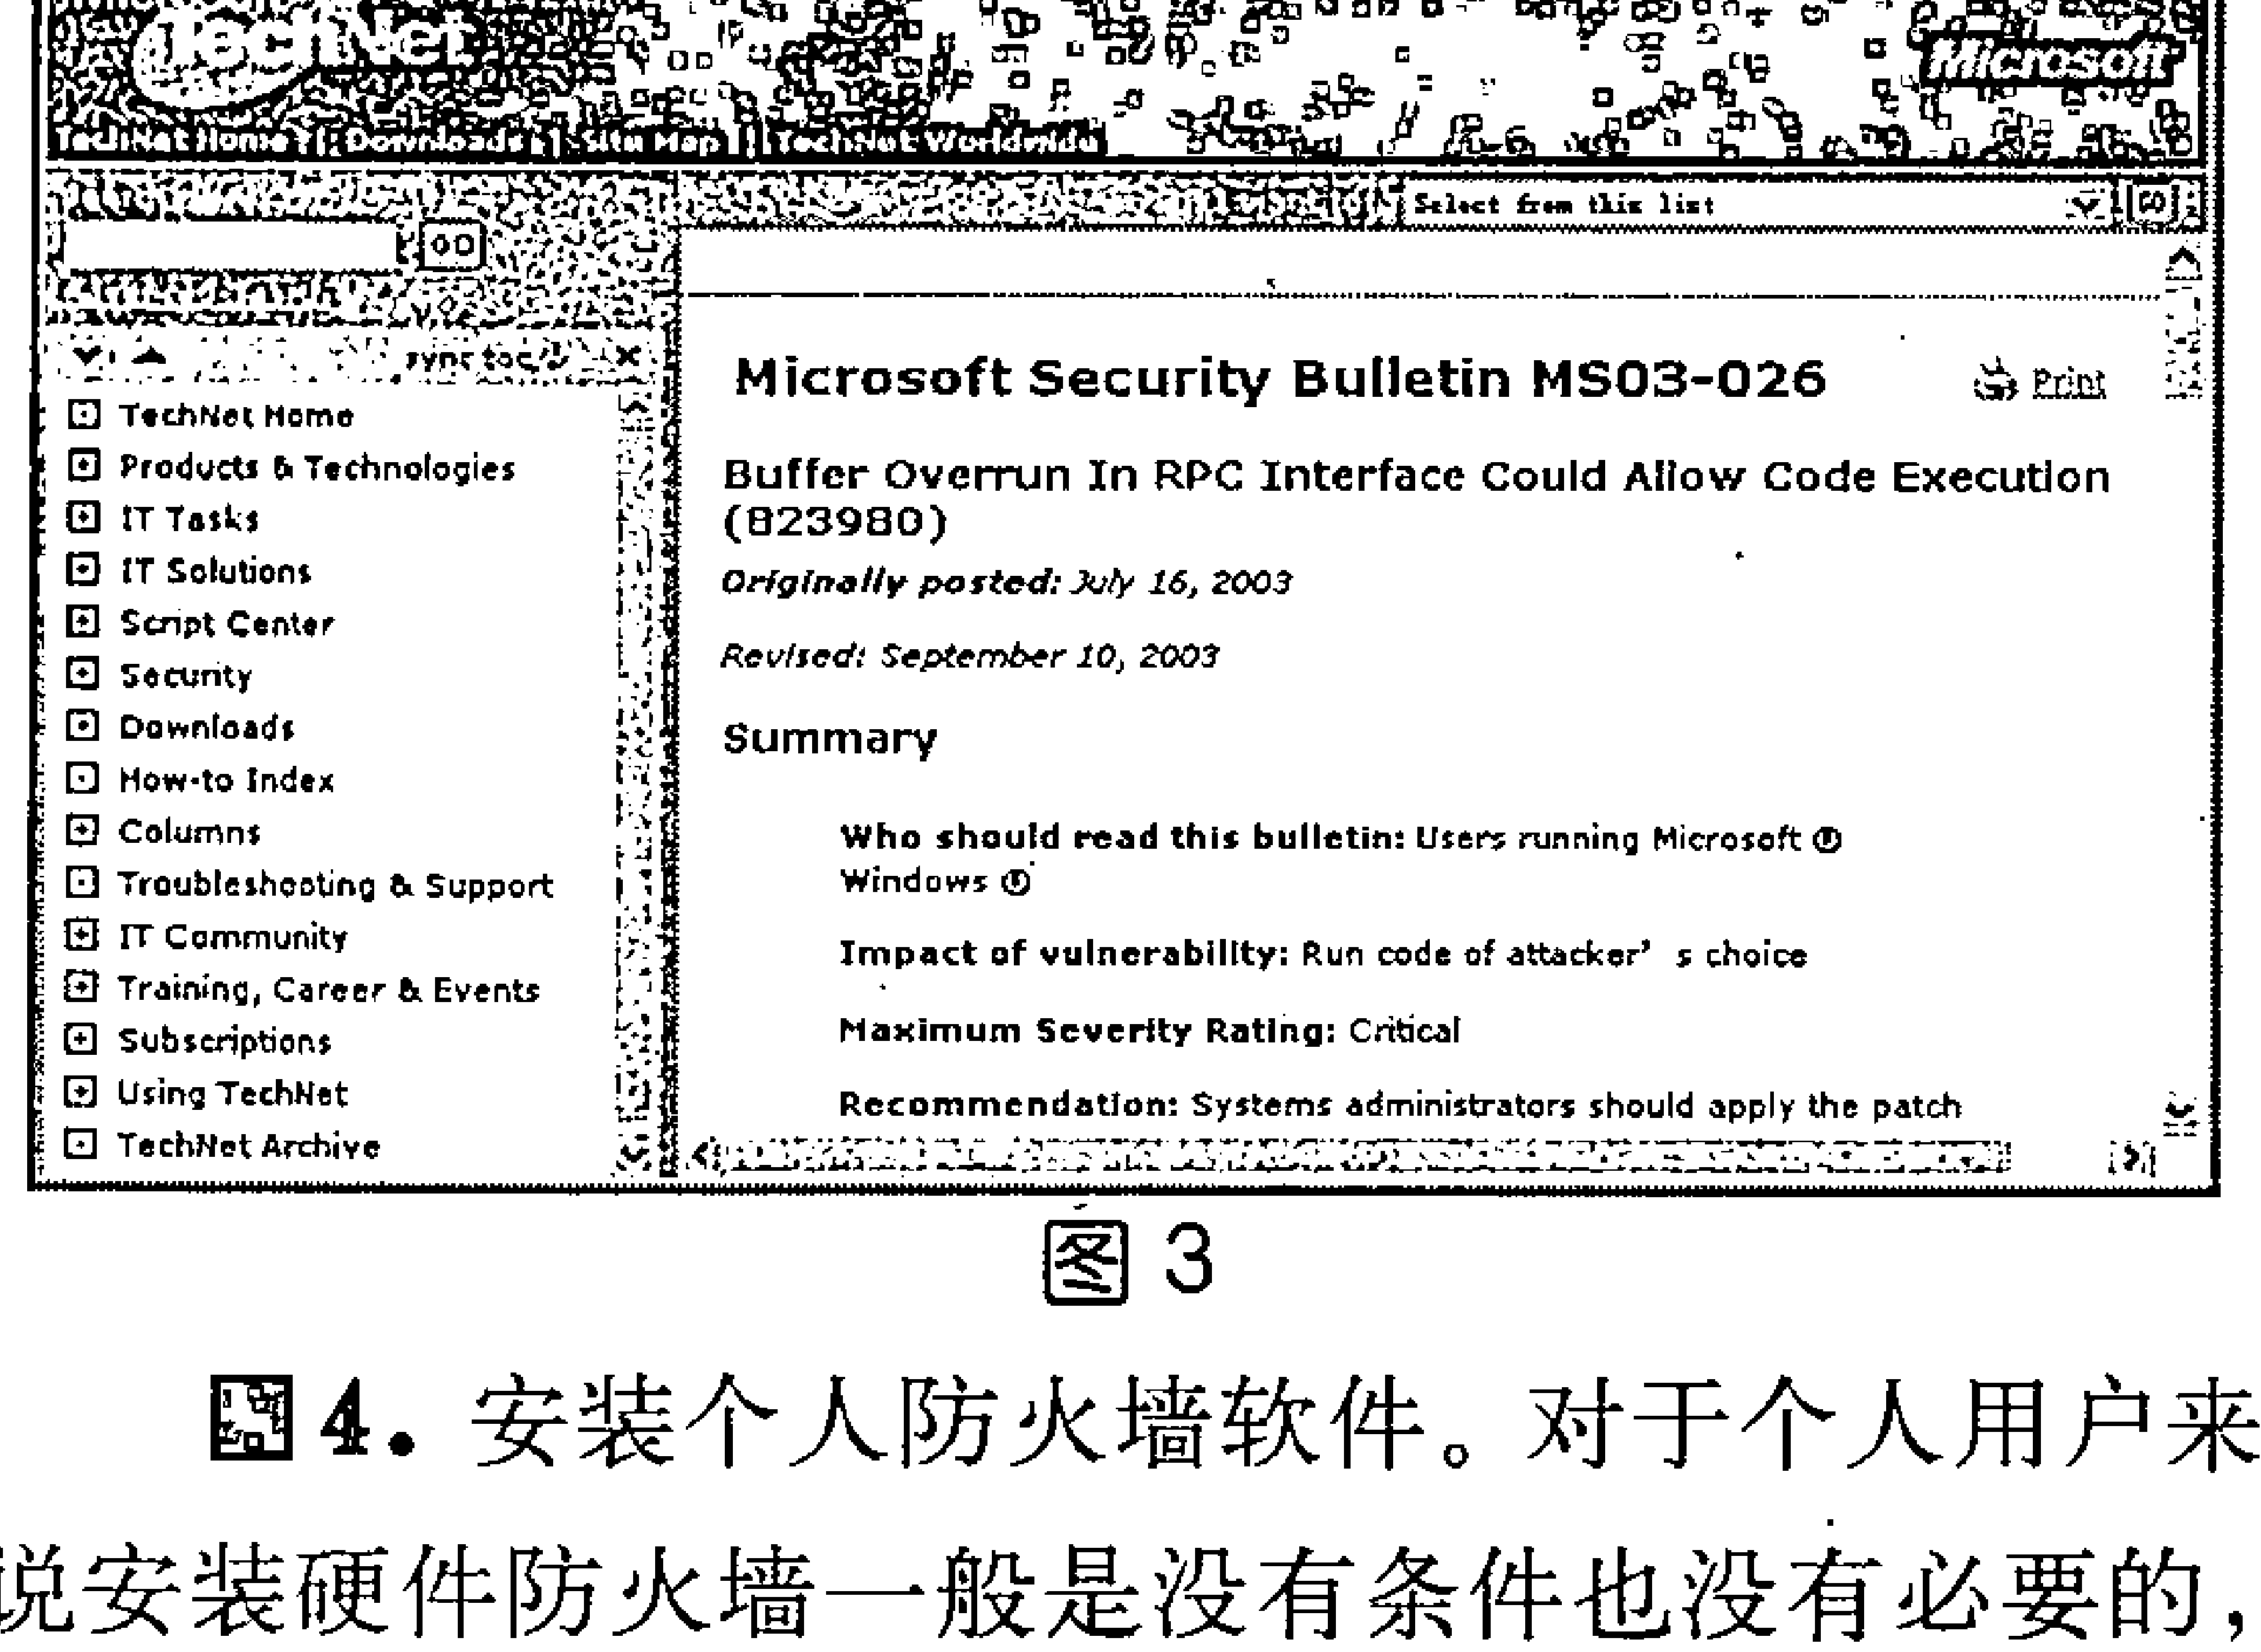 TechNet
Microsoft
TechNet Home | Downloads | Site Map | TechNet Worldwide
Select from this list
sync toc
TechNet Home
Products & Technologies
IT Tasks
IT Solutions
Script Center
Security
Downloads
How-to Index
Columns
Troubleshooting & Support
IT Community
Training, Career & Events
Subscriptions
Using TechNet
TechNet Archive
Microsoft Security Bulletin MS03-026
Print
Buffer Overrun In RPC Interface Could Allow Code Execution
(823980)
Originally posted: July 16, 2003
Revised: September 10, 2003
Summary
Who should read this bulletin: Users running Microsoft ®
Windows ®
Impact of vulnerability: Run code of attacker’ s choice
Maximum Severity Rating: Critical
Recommendation: Systems administrators should apply the patch
图 3
4. 安装个人防火墙软件。对于个人用户来
说安装硬件防火墙一般是没有条件也没有必要的，